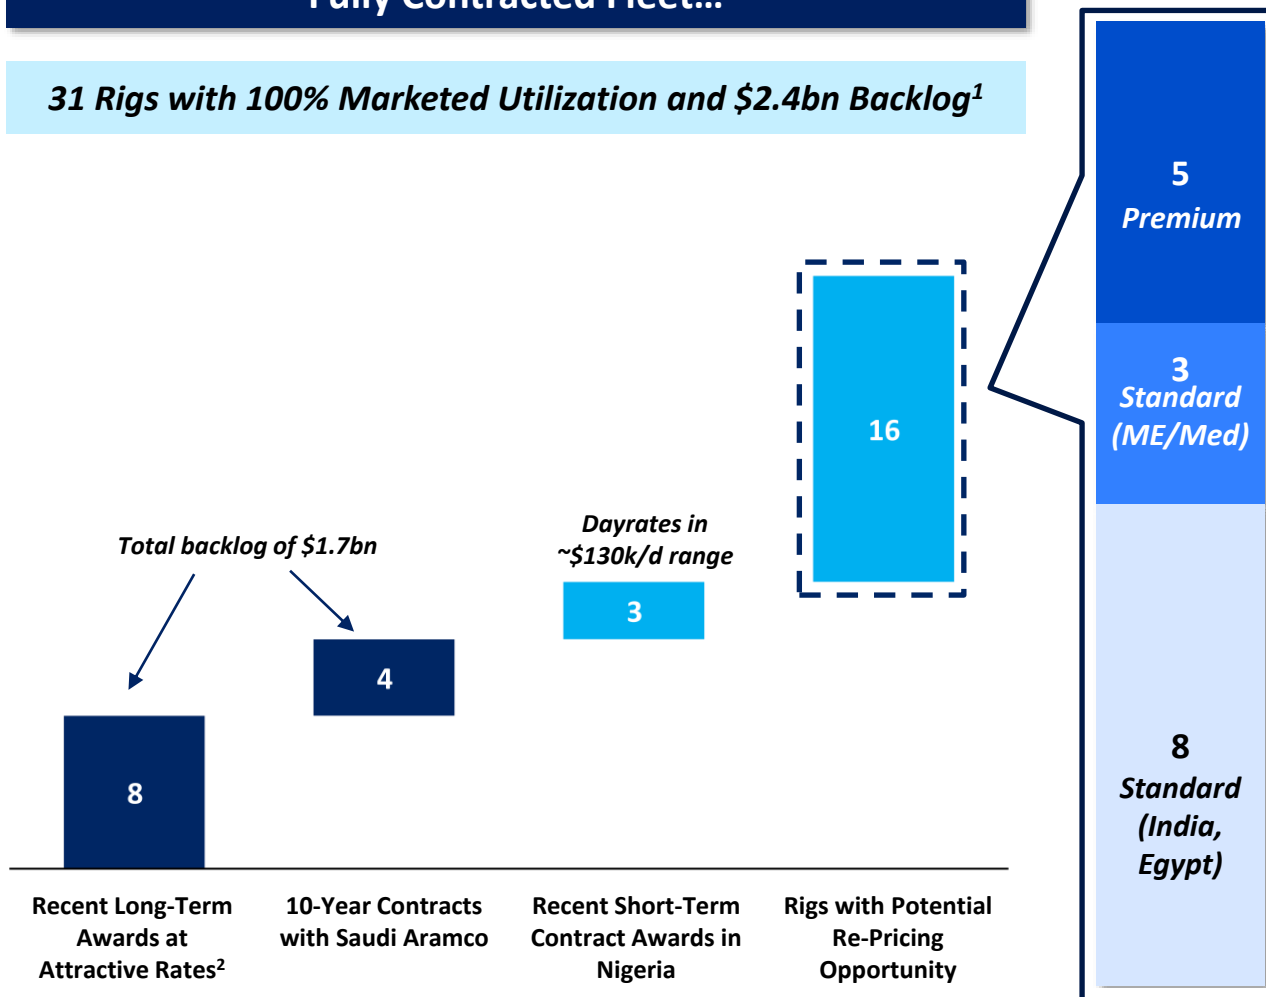 Fully Contracted Fleet…
31 Rigs with 100% Marketed Utilization and $2.4bn Backlog¹
5
Premium
3
Standard
(ME/Med)
8
Standard
(India,
Egypt)
16
Dayrates in
~$130k/d range
3
Total backlog of $1.7bn
4
8
Recent Long-Term
Awards at
Attractive Rates²
10-Year Contracts
with Saudi Aramco
Recent Short-Term
Contract Awards in
Nigeria
Rigs with Potential
Re-Pricing
Opportunity